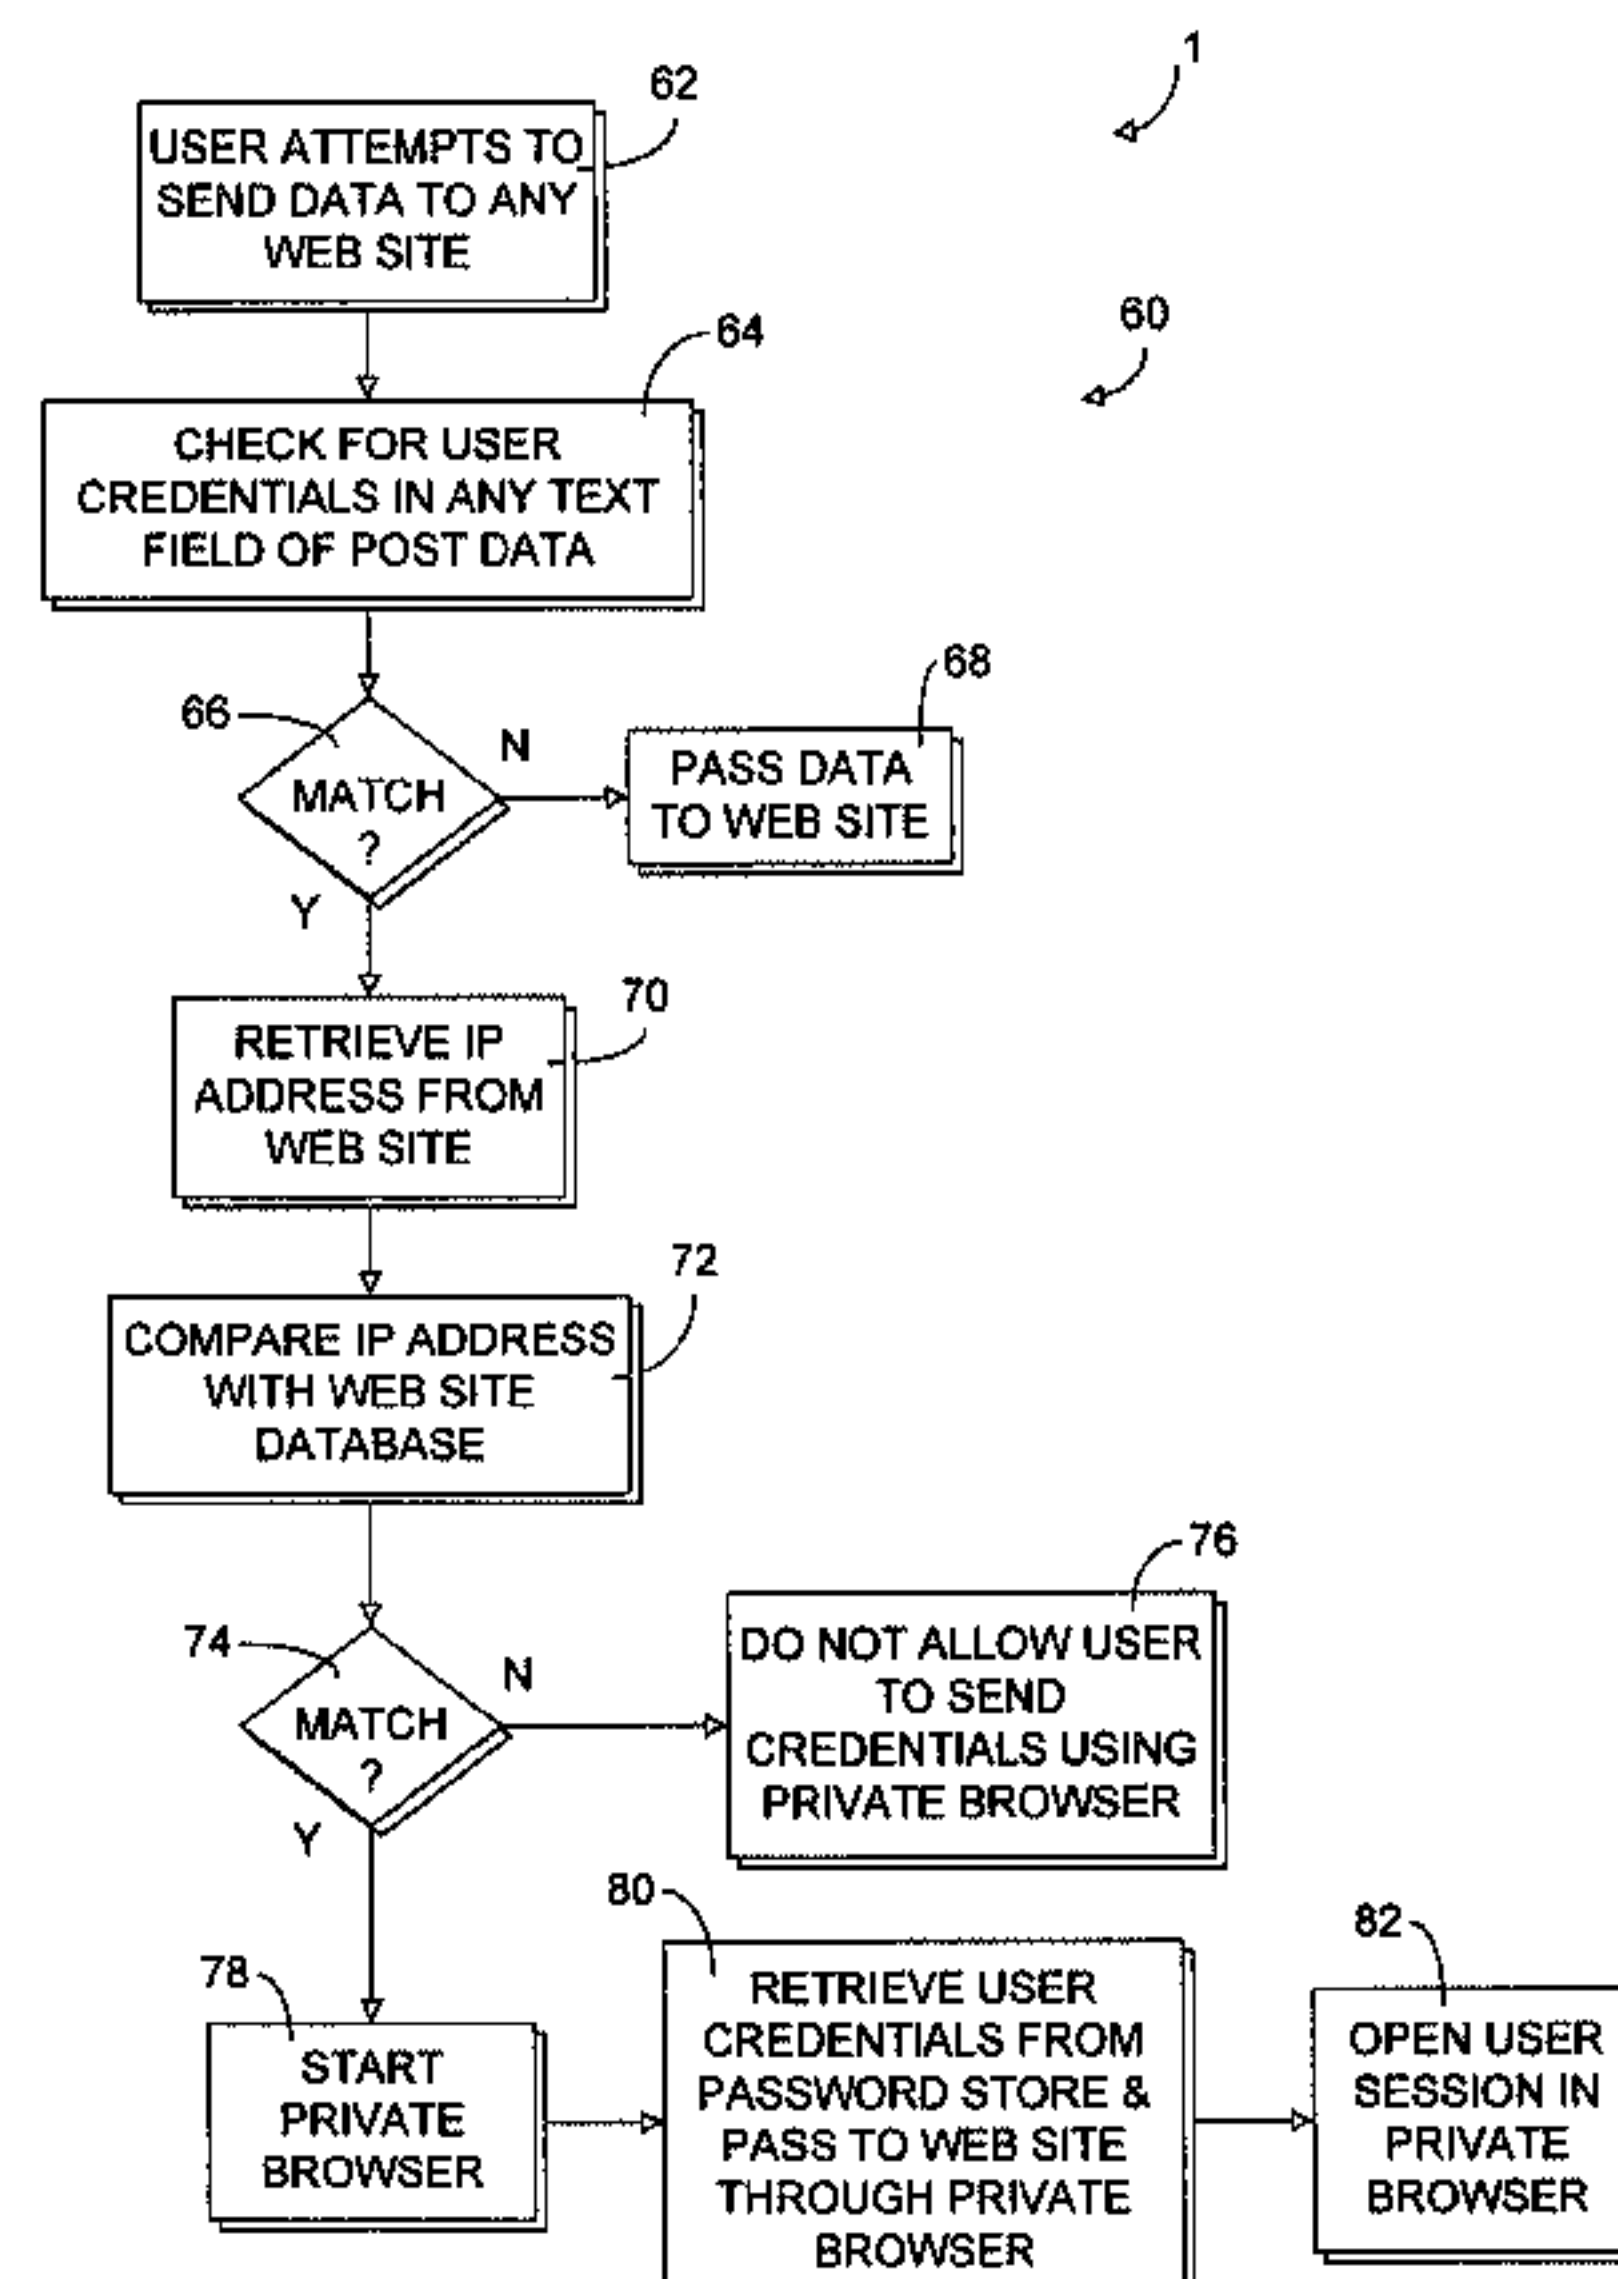 1
62
USER ATTEMPTS TO
SEND DATA TO ANY
WEB SITE
60
64
CHECK FOR USER
CREDENTIALS IN ANY TEXT
FIELD OF POST DATA
66
MATCH
?
N
Y
68
PASS DATA
TO WEB SITE
70
RETRIEVE IP
ADDRESS FROM
WEB SITE
72
COMPARE IP ADDRESS
WITH WEB SITE
DATABASE
74
MATCH
?
N
Y
76
DO NOT ALLOW USER
TO SEND
CREDENTIALS USING
PRIVATE BROWSER
78
START
PRIVATE
BROWSER
80
RETRIEVE USER
CREDENTIALS FROM
PASSWORD STORE &
PASS TO WEB SITE
THROUGH PRIVATE
BROWSER
82
OPEN USER
SESSION IN
PRIVATE
BROWSER